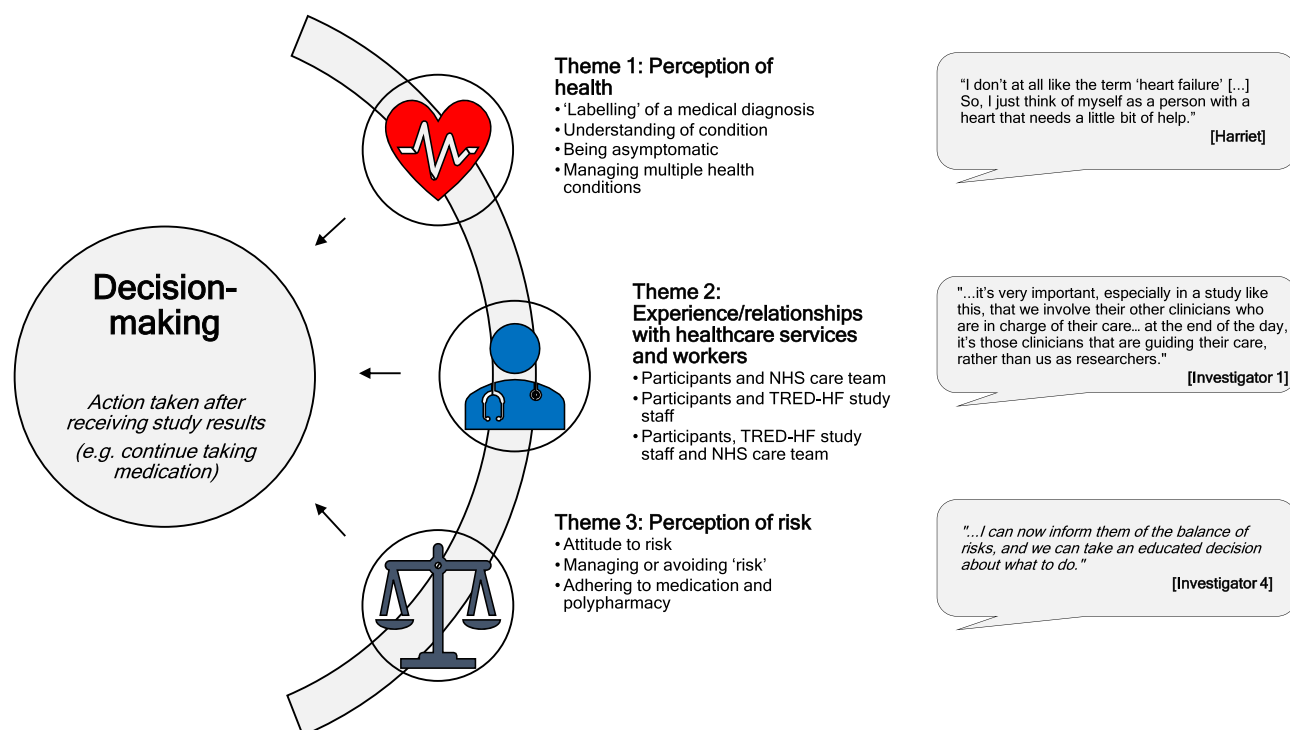 Decision-
making
Action taken after
receiving study results
(e.g. continue taking
medication)
Theme 1: Perception of
health
• ‘Labelling’ of a medical diagnosis
• Understanding of condition
• Being asymptomatic
• Managing multiple health
conditions
“I don’t at all like the term ‘heart failure’ [...]
So, I just think of myself as a person with a
heart that needs a little bit of help.”
[Harriet]
Theme 2:
Experience/relationships
with healthcare services
and workers
• Participants and NHS care team
• Participants and TRED-HF study
staff
• Participants, TRED-HF study
staff and NHS care team
"...it’s very important, especially in a study like
this, that we involve their other clinicians who
are in charge of their care... at the end of the day,
it’s those clinicians that are guiding their care,
rather than us as researchers."
[Investigator 1]
Theme 3: Perception of risk
• Attitude to risk
• Managing or avoiding ‘risk’
• Adhering to medication and
polypharmacy
"...I can now inform them of the balance of
risks, and we can take an educated decision
about what to do."
[Investigator 4]